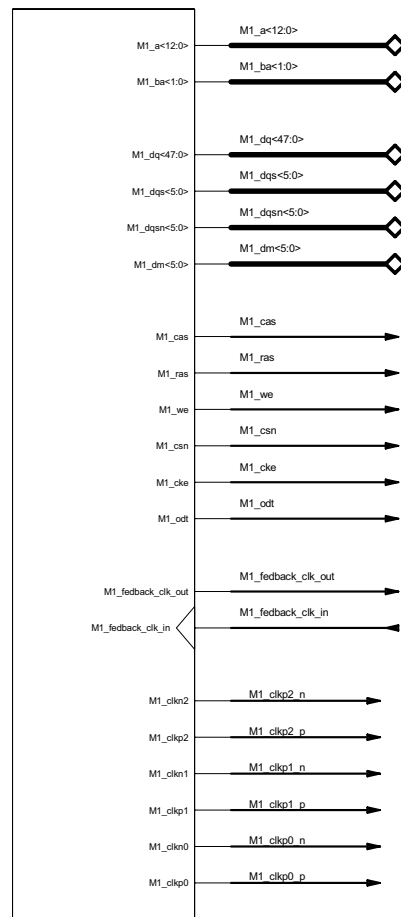 M1_a<12:0> M1_a<12:0>
M1_ba<1:0> M1_ba<1:0>
M1_dq<47:0> M1_dq<47:0>
M1_dqs<5:0> M1_dqs<5:0>
M1_dqsn<5:0> M1_dqsn<5:0>
M1_dm<5:0> M1_dm<5:0>
M1_cas M1_cas
M1_ras M1_ras
M1_we M1_we
M1_csn M1_csn
M1_cke M1_cke
M1_odt M1_odt
M1_fedback_clk_out M1_fedback_clk_out
M1_fedback_clk_in M1_fedback_clk_in
M1_clkn2 M1_clkp2_n
M1_clkp2 M1_clkp2_p
M1_clkn1 M1_clkp1_n
M1_clkp1 M1_clkp1_p
M1_clkn0 M1_clkp0_n
M1_clkp0 M1_clkp0_p